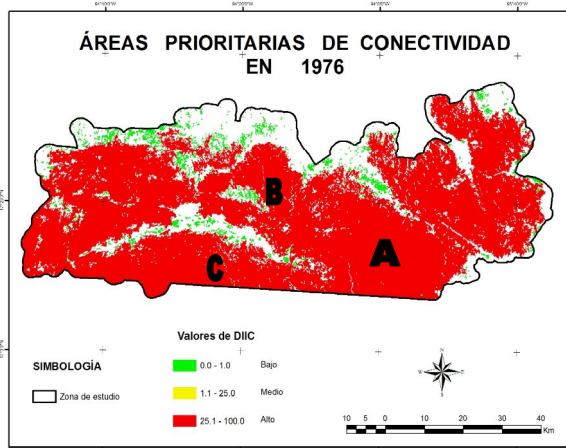 ÁREAS PRIORITARIAS DE CONECTIVIDAD
EN 1976
B
A
C
Valores de DIIC
SIMBOLOGÍA
0.0 - 1.0 Bajo
Zona de estudio
1.1 - 25.0 Medio
25.1 - 100.0 Alto
N
W E
S
10 5 0 10 20 30 40
Km